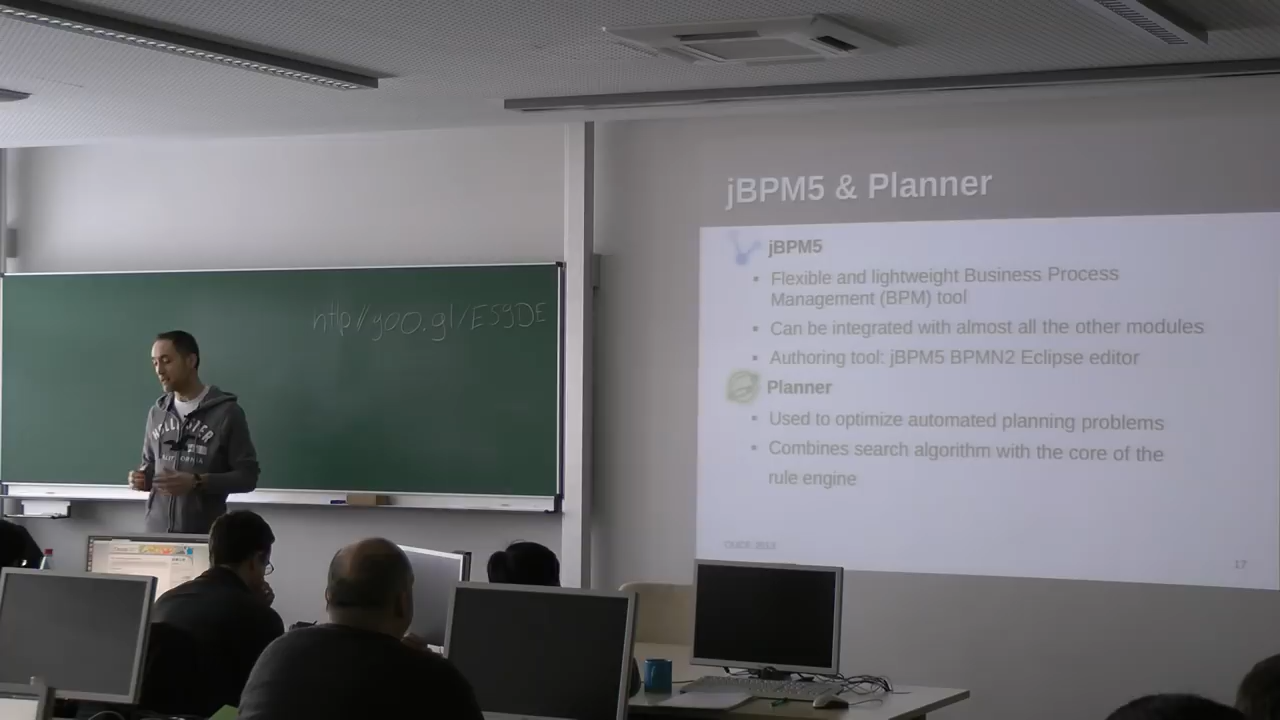 http://goo.gl/ES9DE
jBPM5 & Planner
jBPM5
Flexible and lightweight Business Process
Management (BPM) tool
Can be integrated with almost all the other modules
Authoring tool: jBPM5 BPMN2 Eclipse editor
Planner
Used to optimize automated planning problems
Combines search algorithm with the core of the
rule engine
17
CALIFORNIA